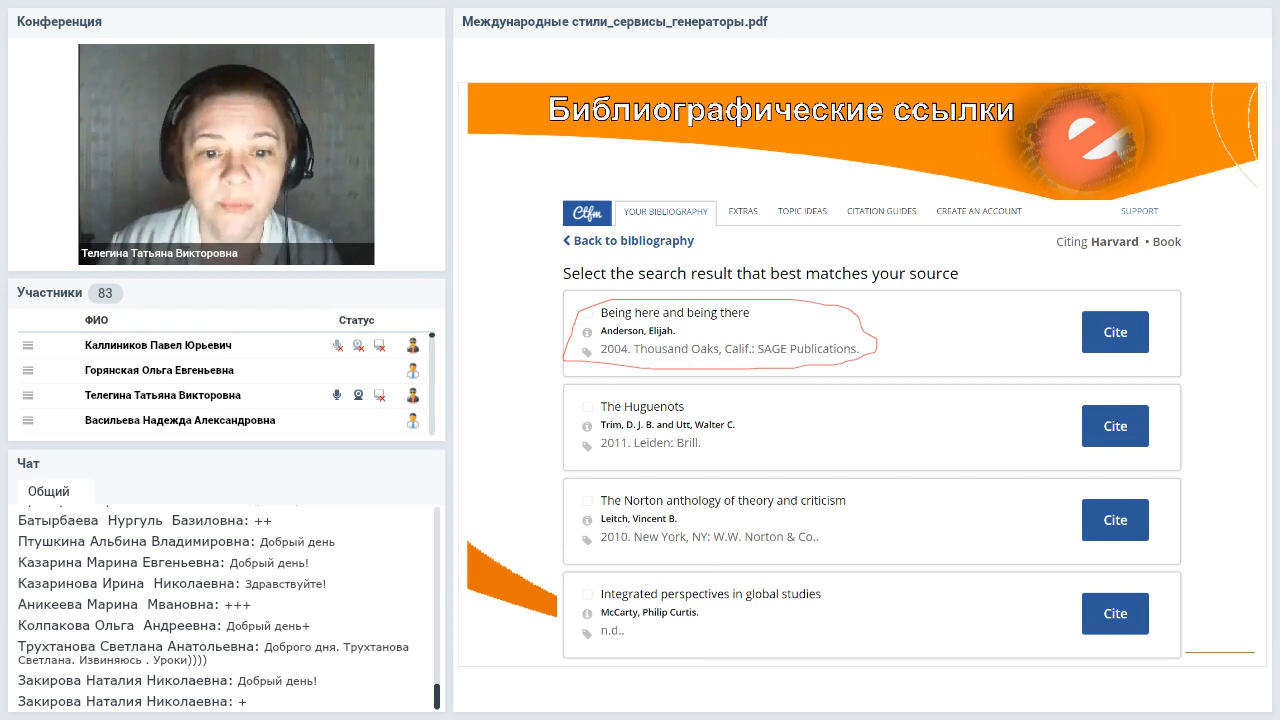 Конференция
Телегина Татьяна Викторовна
Участники 83
ФИО Статус
Каллиников Павел Юрьевич
Горянская Ольга Евгеньевна
Телегина Татьяна Викторовна
Васильева Надежда Александровна
Чат
Общий
Батырбаева Нургуль Базиловна: ++
Птушкина Альбина Владимировна: Добрый день
Казарина Марина Евгеньевна: Добрый день!
Казаринова Ирина Николаевна: Здравствуйте!
Аникеева Марина Мвановна: +++
Колпакова Ольга Андреевна: Добрый день+
Трухтанова Светлана Анатольевна: Доброго дня. Трухтанова
Светлана. Извиняюсь . Уроки))))
Закирова Наталия Николаевна: Добрый день!
Закирова Наталия Николаевна: +
Международные стили_сервисы_генераторы.pdf
Библиографические ссылки
Ctfm YOUR BIBLIOGRAPHY EXTRAS TOPIC IDEAS CITATION GUIDES CREATE AN ACCOUNT SUPPORT
Back to bibliography Citing Harvard • Book
Select the search result that best matches your source
Being here and being there
Anderson, Elijah.
2004. Thousand Oaks, Calif.: SAGE Publications.
Cite
The Huguenots
Trim, D. J. B. and Utt, Walter C.
2011. Leiden: Brill.
Cite
The Norton anthology of theory and criticism
Leitch, Vincent B.
2010. New York, NY: W.W. Norton & Co..
Cite
Integrated perspectives in global studies
McCarty, Philip Curtis.
n.d..
Cite